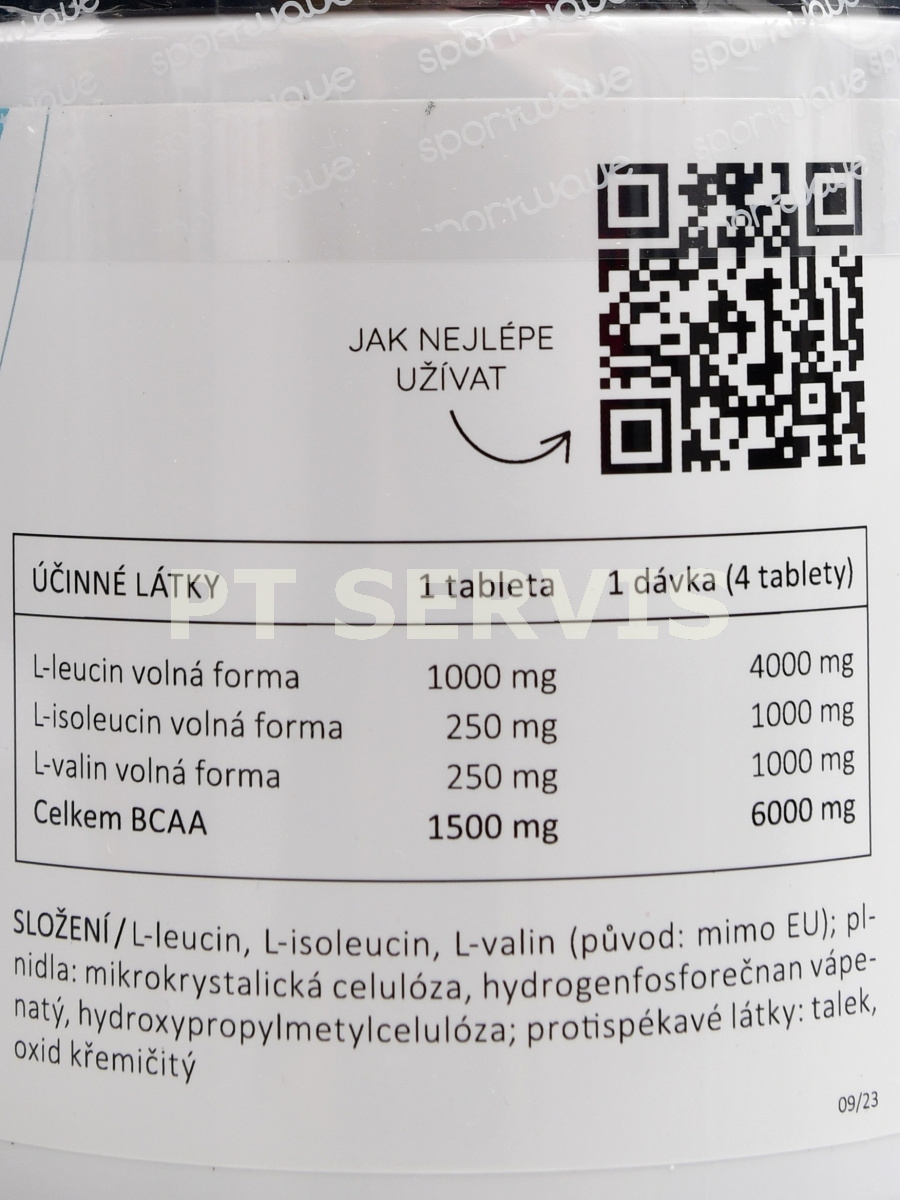 sportwave sportwave sportwave
sportwave sportwave
sportwave
JAK NEJLÉPE
UŽÍVAT
PT SERVIS
ÚČINNÉ LÁTKY 1 tableta 1 dávka (4 tablety)
L-leucin volná forma 1000 mg 4000 mg
L-isoleucin volná forma 250 mg 1000 mg
L-valin volná forma 250 mg 1000 mg
Celkem BCAA 1500 mg 6000 mg
SLOŽENÍ/L-leucin, L-isoleucin, L-valin (původ: mimo EU); pl-
nidla: mikrokrystalická celulóza, hydrogenfosforečnan vápe-
natý, hydroxypropylmetylcelulóza; protispékavé látky: talek,
oxid křemičitý
09/23